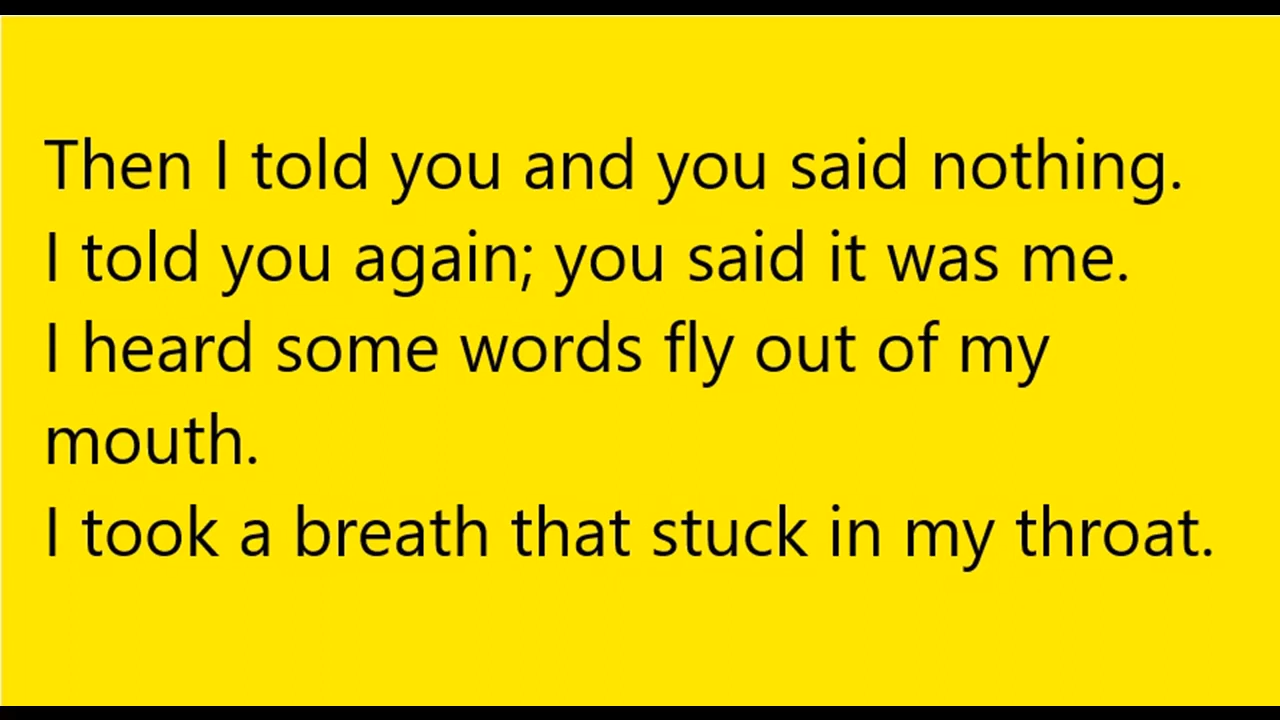 Then I told you and you said nothing.
I told you again; you said it was me.
I heard some words fly out of my
mouth.
I took a breath that stuck in my throat.